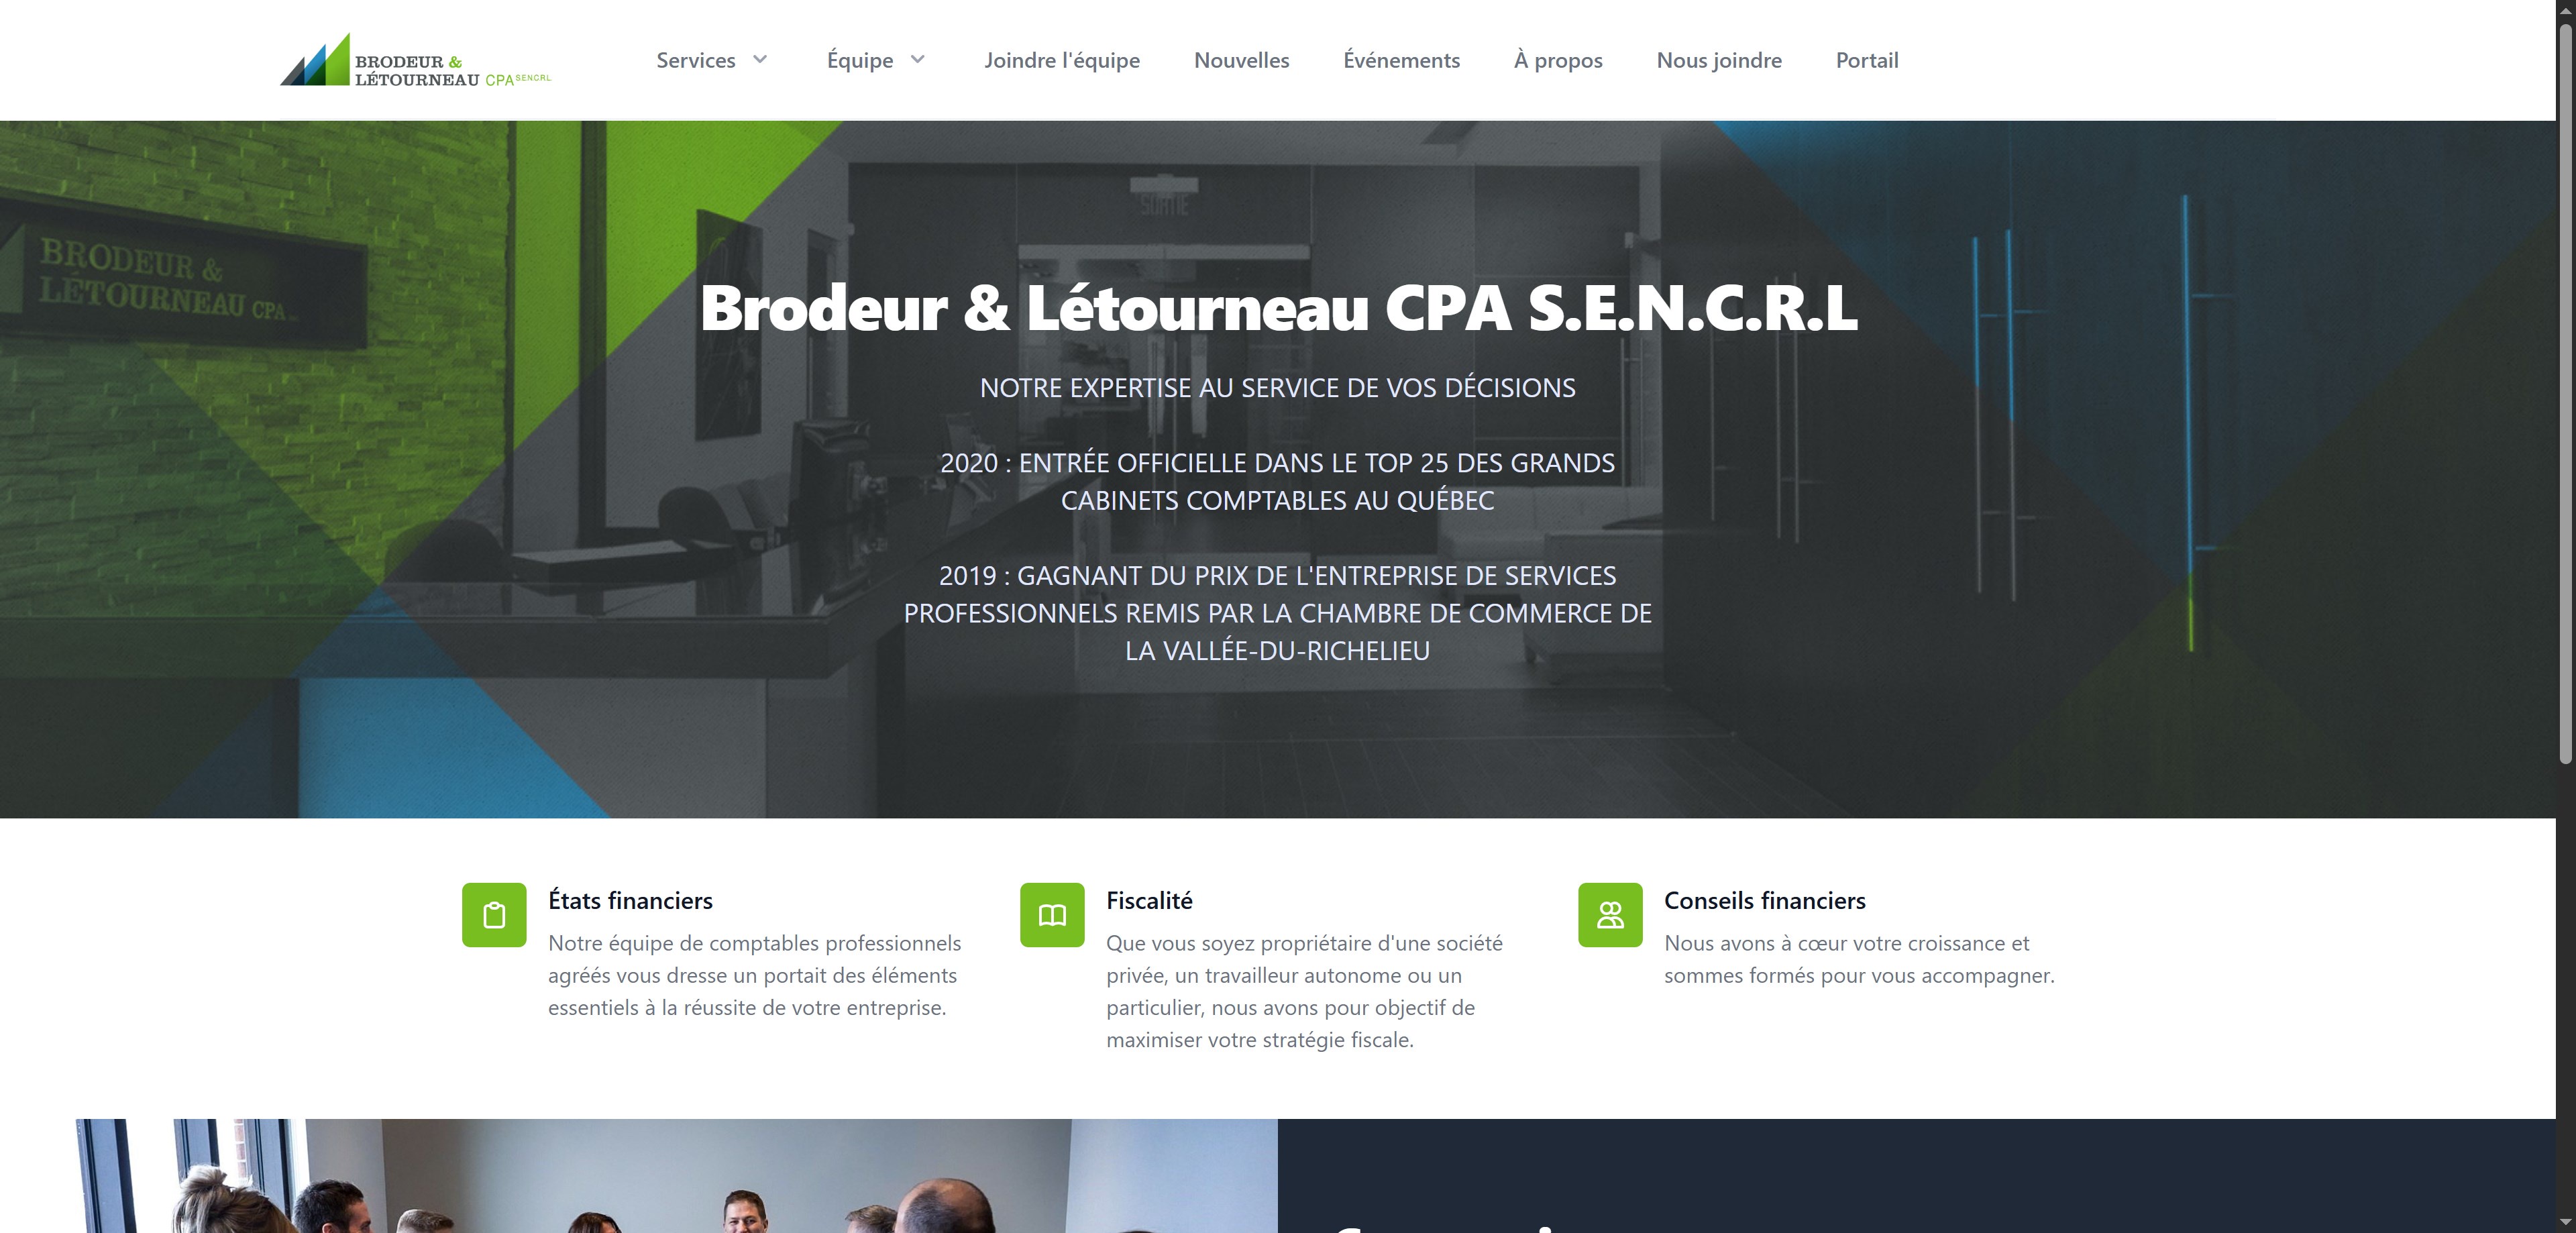 BRODEUR &
LÉTOURNEAU CPA SENCRL
Services
Équipe
Joindre l'équipe
Nouvelles
Événements
À propos
Nous joindre
Portail
BRODEUR &
LÉTOURNEAU CPA
SORTIE
Brodeur & Létourneau CPA S.E.N.C.R.L
NOTRE EXPERTISE AU SERVICE DE VOS DÉCISIONS
2020 : ENTRÉE OFFICIELLE DANS LE TOP 25 DES GRANDS
CABINETS COMPTABLES AU QUÉBEC
2019 : GAGNANT DU PRIX DE L'ENTREPRISE DE SERVICES
PROFESSIONNELS REMIS PAR LA CHAMBRE DE COMMERCE DE
LA VALLÉE-DU-RICHELIEU
États financiers
Notre équipe de comptables professionnels
agréés vous dresse un portait des éléments
essentiels à la réussite de votre entreprise.
Fiscalité
Que vous soyez propriétaire d'une société
privée, un travailleur autonome ou un
particulier, nous avons pour objectif de
maximiser votre stratégie fiscale.
Conseils financiers
Nous avons à cœur votre croissance et
sommes formés pour vous accompagner.